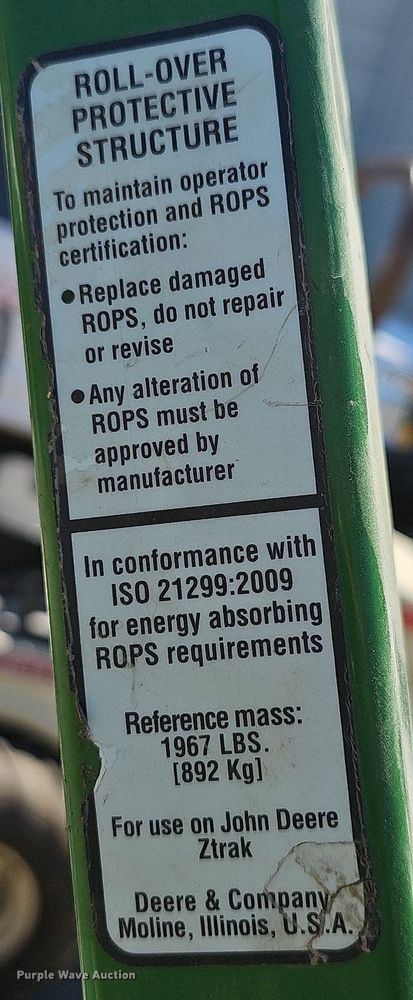 ROLL-OVER
PROTECTIVE
STRUCTURE
To maintain operator
protection and ROPS
certification:
●Replace damaged
ROPS, do not repair
or revise
●Any alteration of
ROPS must be
approved by
manufacturer
In conformance with
ISO 21299:2009
for energy absorbing
ROPS requirements
Reference mass:
1967 LBS.
[892 Kg]
For use on John Deere
Ztrak
Deere & Company
Moline, Illinois, U.S.A.
Purple Wave Auction